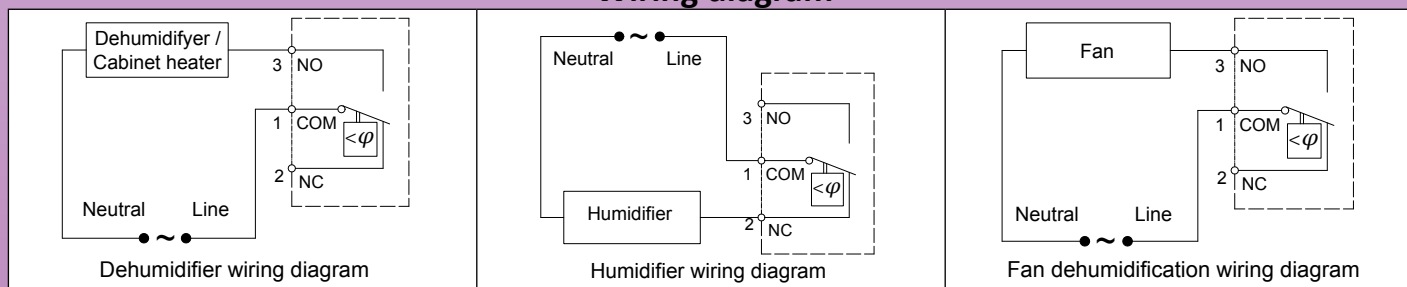 Wiring diagram
Dehumidifyer /
Cabinet heater
3 NO
1 COM
<φ
2 NC
Neutral ~ Line
Dehumidifier wiring diagram
Neutral ~ Line
3 NO
1 COM
<φ
Humidifier
2 NC
Humidifier wiring diagram
Fan
3 NO
1 COM
<φ
2 NC
Neutral ~ Line
Fan dehumidification wiring diagram